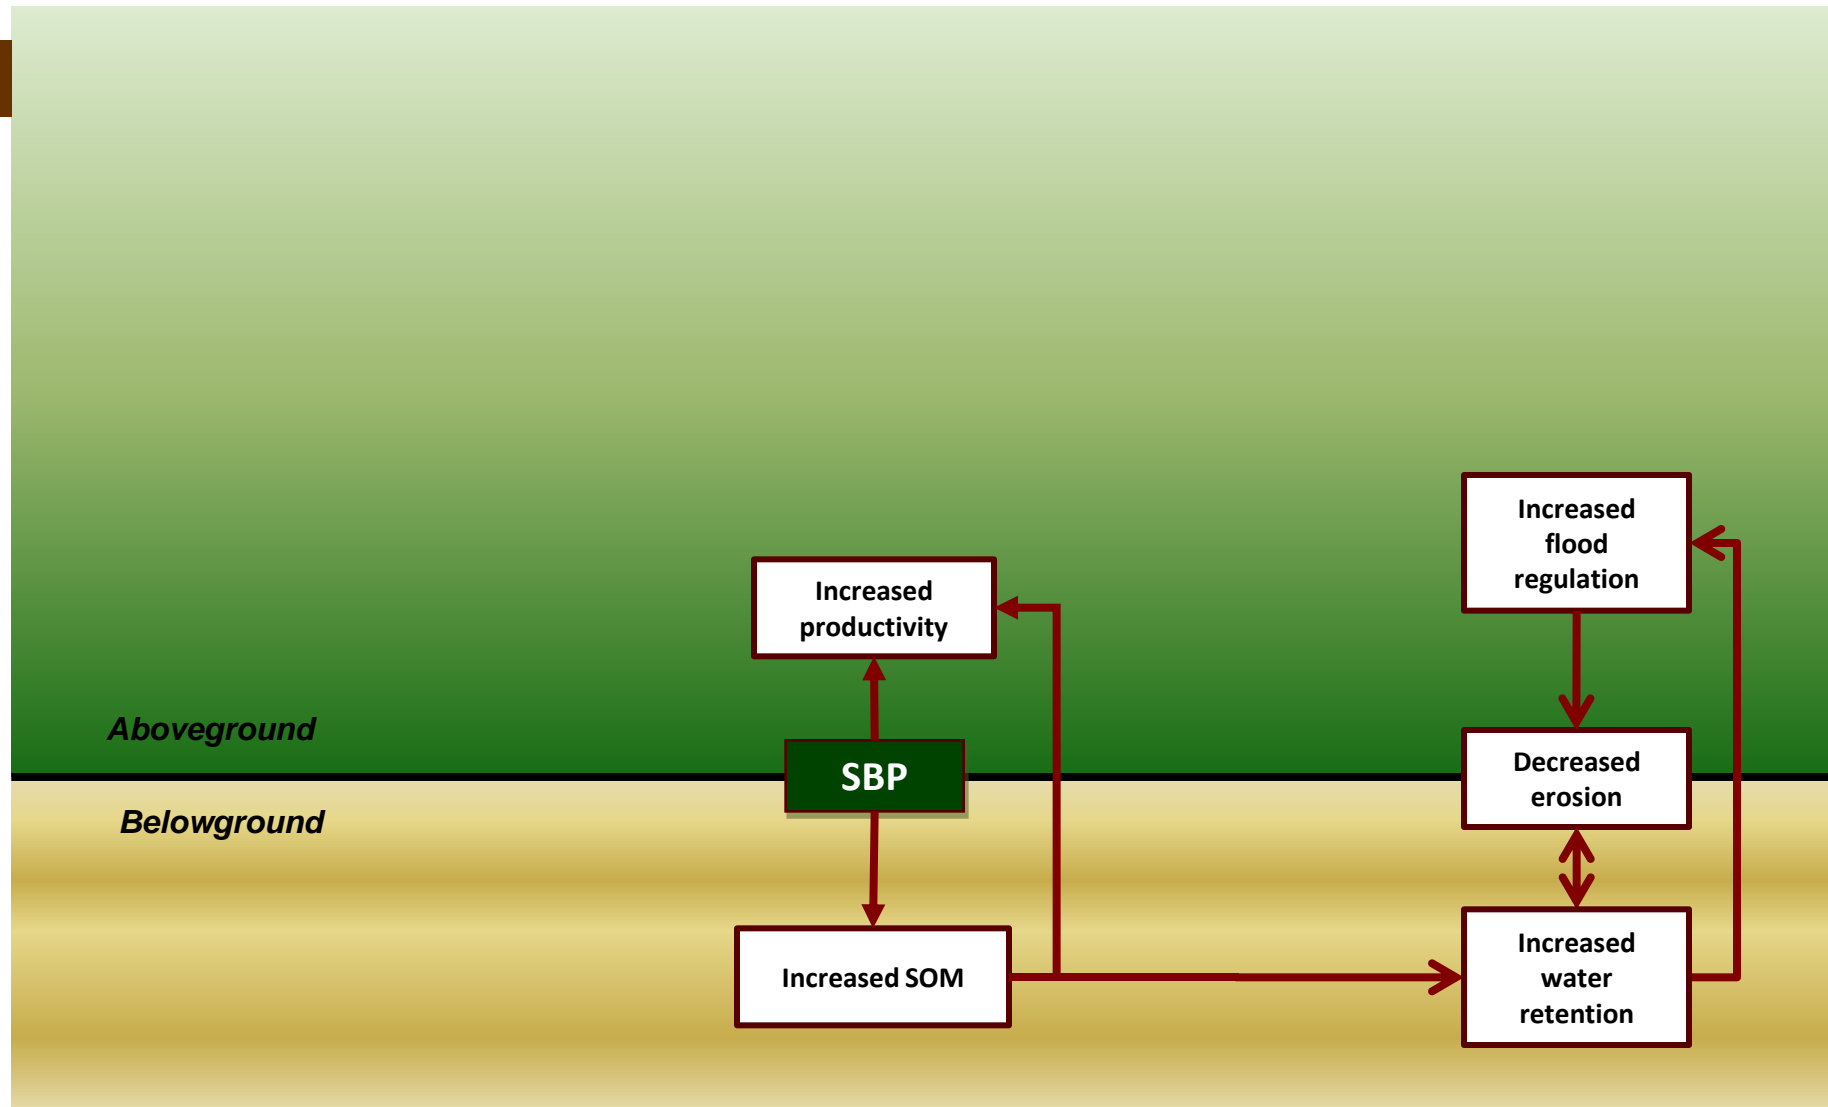 Increased
flood
regulation
Increased
productivity
Aboveground
SBP
Decreased
erosion
Belowground
Increased SOM
Increased
water
retention